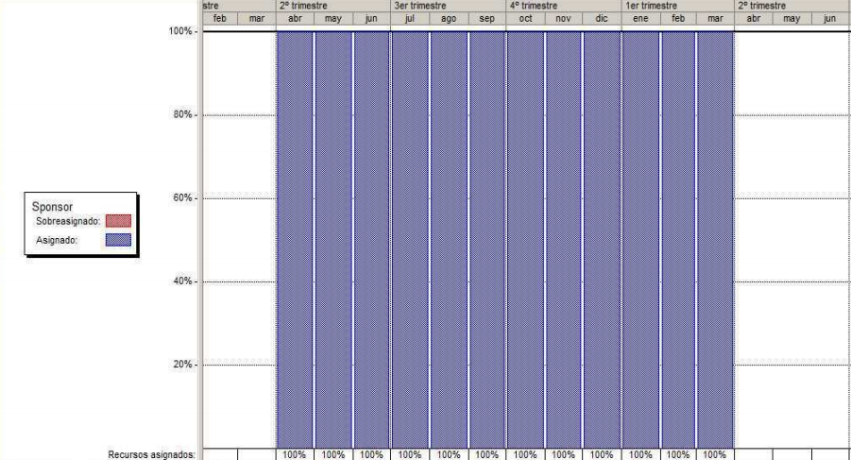 stre 2º trimestre 3er trimestre 4º trimestre 1er trimestre 2º trimestre
feb mar abr may jun jul ago sep oct nov dic ene feb mar abr may jun
100%
80%
60%
Sponsor
Sobreasignado:
Asignado:
40%
20%
Recursos asignados: 100% 100% 100% 100% 100% 100% 100% 100% 100% 100% 100% 100%